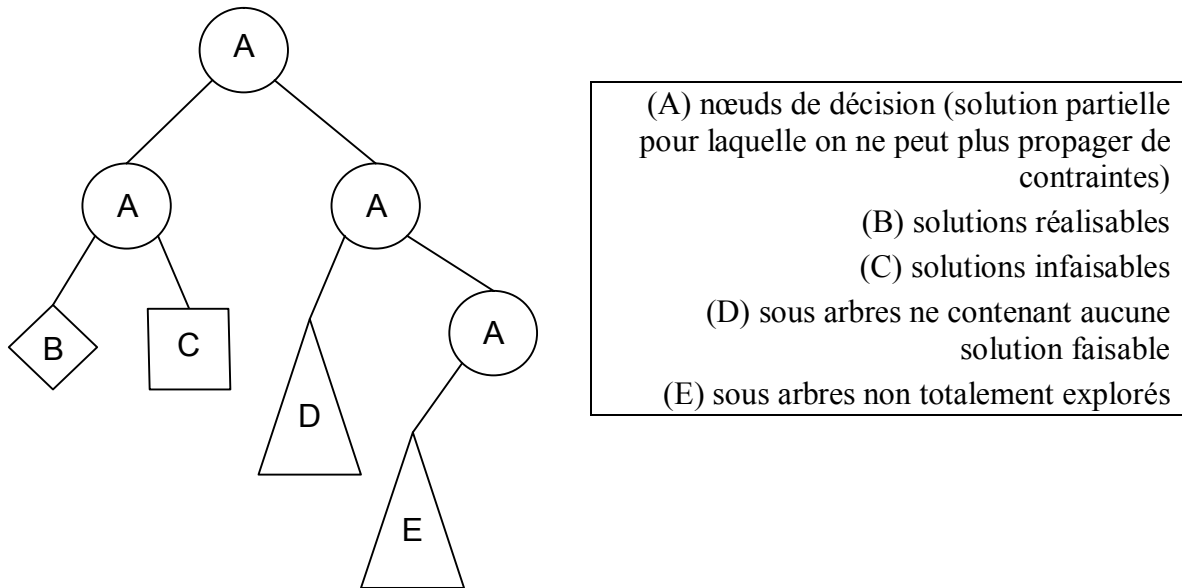 A
A
A
B
C
D
A
E
(A) nœuds de décision (solution partielle
pour laquelle on ne peut plus propager de
contraintes)
(B) solutions réalisables
(C) solutions infaisables
(D) sous arbres ne contenant aucune
solution faisable
(E) sous arbres non totalement explorés